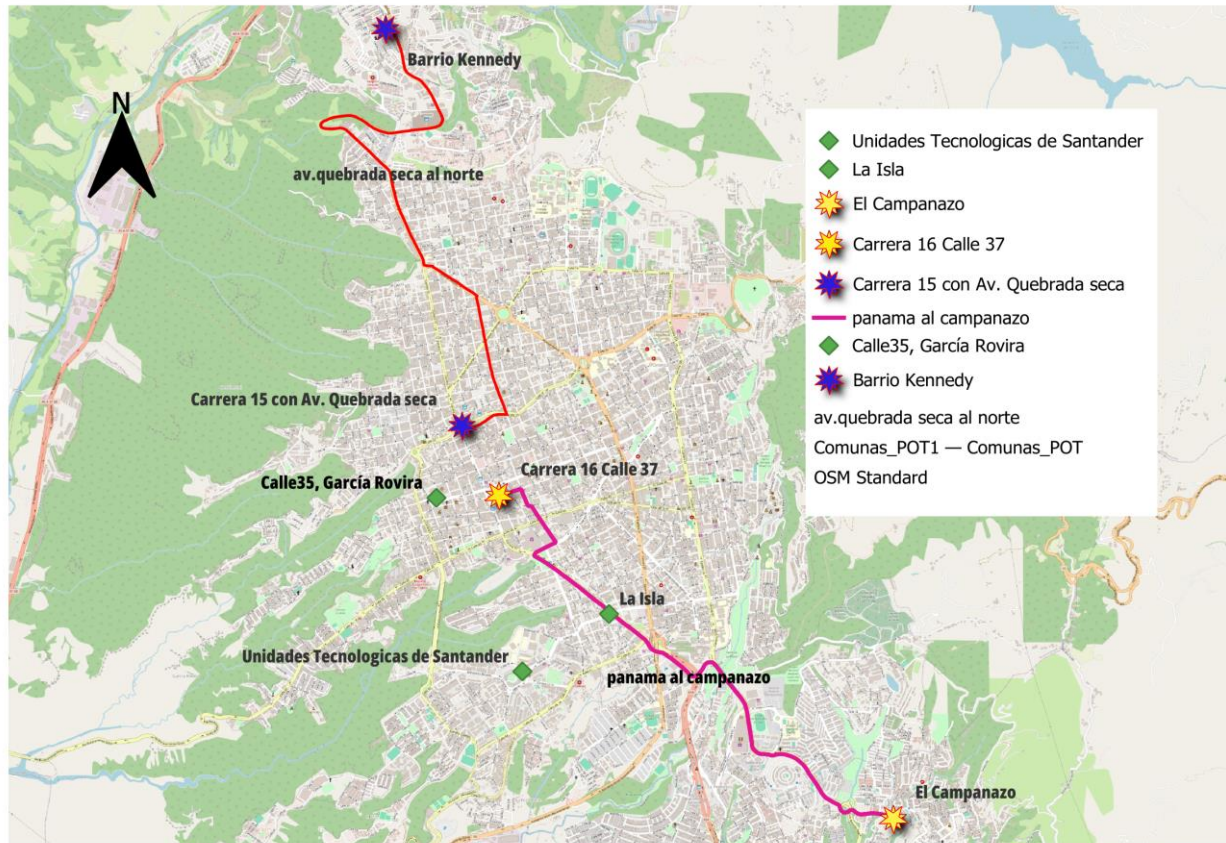 Barrio Kennedy
N
av.quebrada seca al norte
Carrera 15 con Av. Quebrada seca
Carrera 16 Calle 37
Calle35, García Rovira
La Isla
Unidades Tecnologicas de Santander
panama al campanazo
El Campanazo
Unidades Tecnologicas de Santander
La Isla
El Campanazo
Carrera 16 Calle 37
Carrera 15 con Av. Quebrada seca
panama al campanazo
Calle35, García Rovira
Barrio Kennedy
av.quebrada seca al norte
Comunas_POT1 — Comunas_POT
OSM Standard